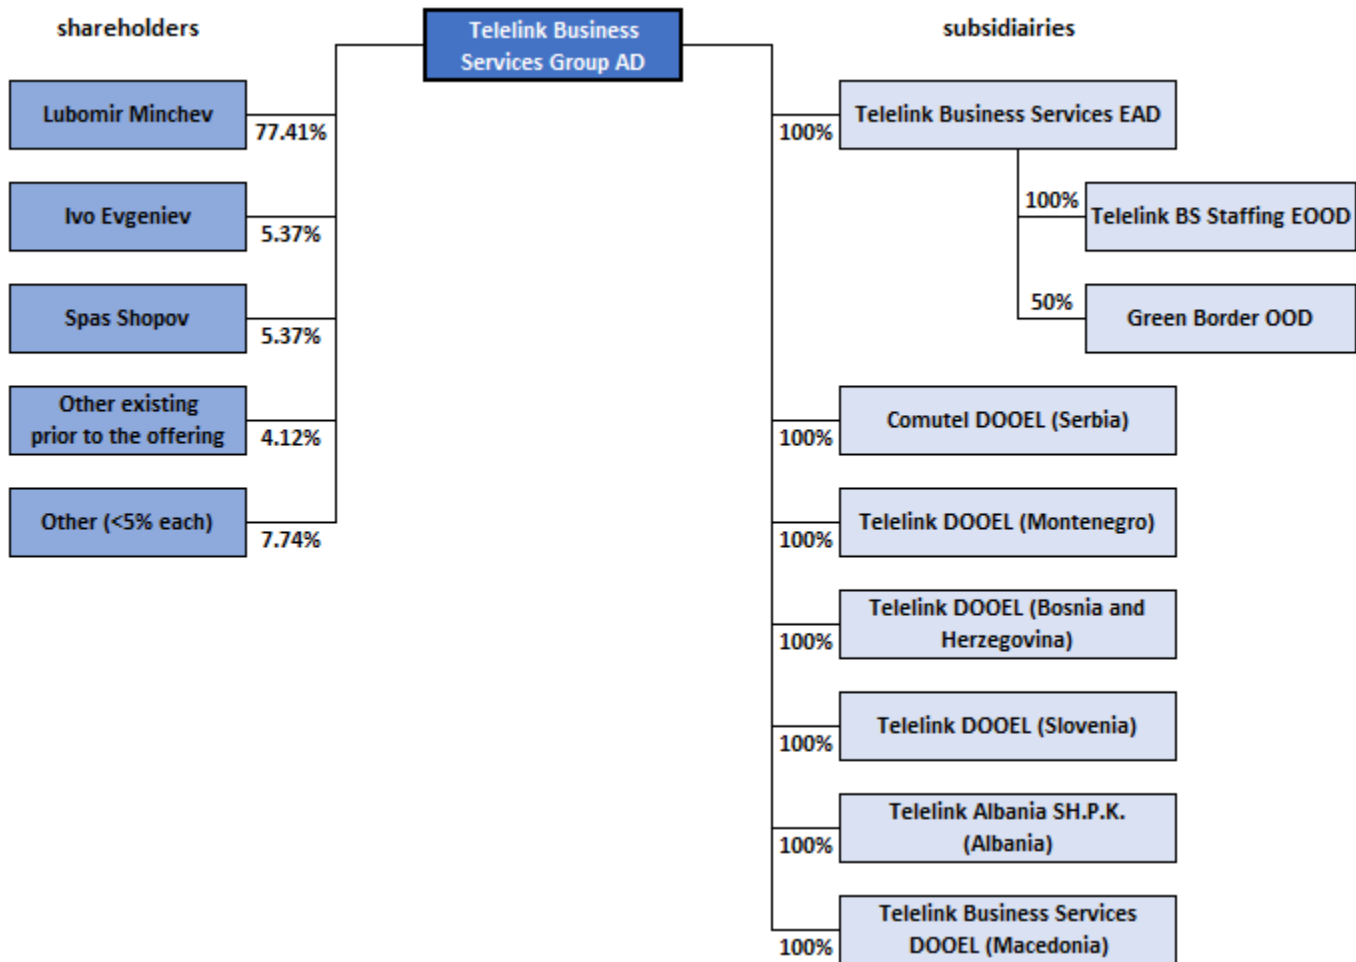 shareholders
Telelink Business
Services Group AD
subsidiairies
Lubomir Minchev
77.41%
Ivo Evgeniev
5.37%
Spas Shopov
5.37%
Other existing
prior to the offering
4.12%
Other (<5% each)
7.74%
Telelink Business Services EAD
100%
100%
Telelink BS Staffing EOOD
50%
Green Border OOD
Comutel DOOEL (Serbia)
100%
Telelink DOOEL (Montenegro)
100%
Telelink DOOEL (Bosnia and
Herzegovina)
100%
Telelink DOOEL (Slovenia)
100%
Telelink Albania SH.P.K.
(Albania)
100%
Telelink Business Services
DOOEL (Macedonia)
100%